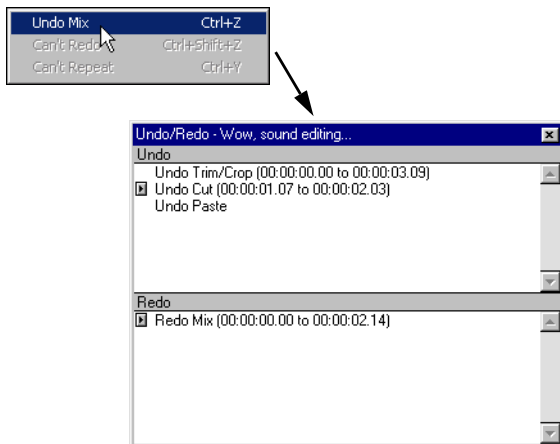 Undo Mix Ctrl+Z
Can't Redo Ctrl+Shift+Z
Can't Repeat Ctrl+Y
Undo/Redo - Wow, sound editing...
Undo
Undo Trim/Crop (00:00:00.00 to 00:00:03.09)
Undo Cut (00:00:01.07 to 00:00:02.03)
Undo Paste
Redo
Redo Mix (00:00:00.00 to 00:00:02.14)